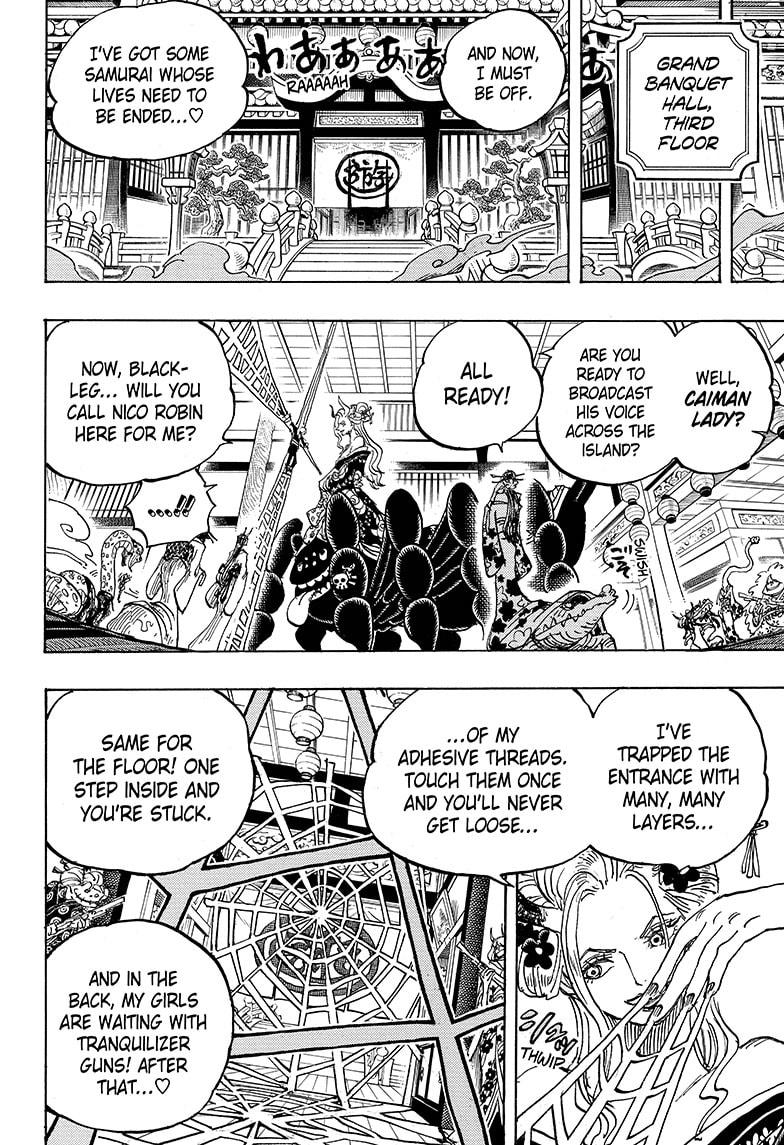 GRAND
BANQUET
HALL,
THIRD
FLOOR
AND NOW,
I MUST
BE OFF.
わあああああ
RAAAAAH
I'VE GOT SOME
SAMURAI WHOSE
LIVES NEED TO
BE ENDED...♡
WELL,
CAIMAN
LADY?
ARE YOU
READY TO
BROADCAST
HIS VOICE
ACROSS THE
ISLAND?
SWISH
ALL
READY!
NOW, BLACK-
LEG... WILL YOU
CALL NICO ROBIN
HERE FOR ME?
...!!
I'VE
TRAPPED THE
ENTRANCE WITH
MANY, MANY
LAYERS...
...OF MY
ADHESIVE THREADS.
TOUCH THEM ONCE
AND YOU'LL NEVER
GET LOOSE...
THWIP
SAME FOR
THE FLOOR! ONE
STEP INSIDE AND
YOU'RE STUCK.
AND IN THE
BACK, MY GIRLS
ARE WAITING WITH
TRANQUILIZER
GUNS! AFTER
THAT...♡